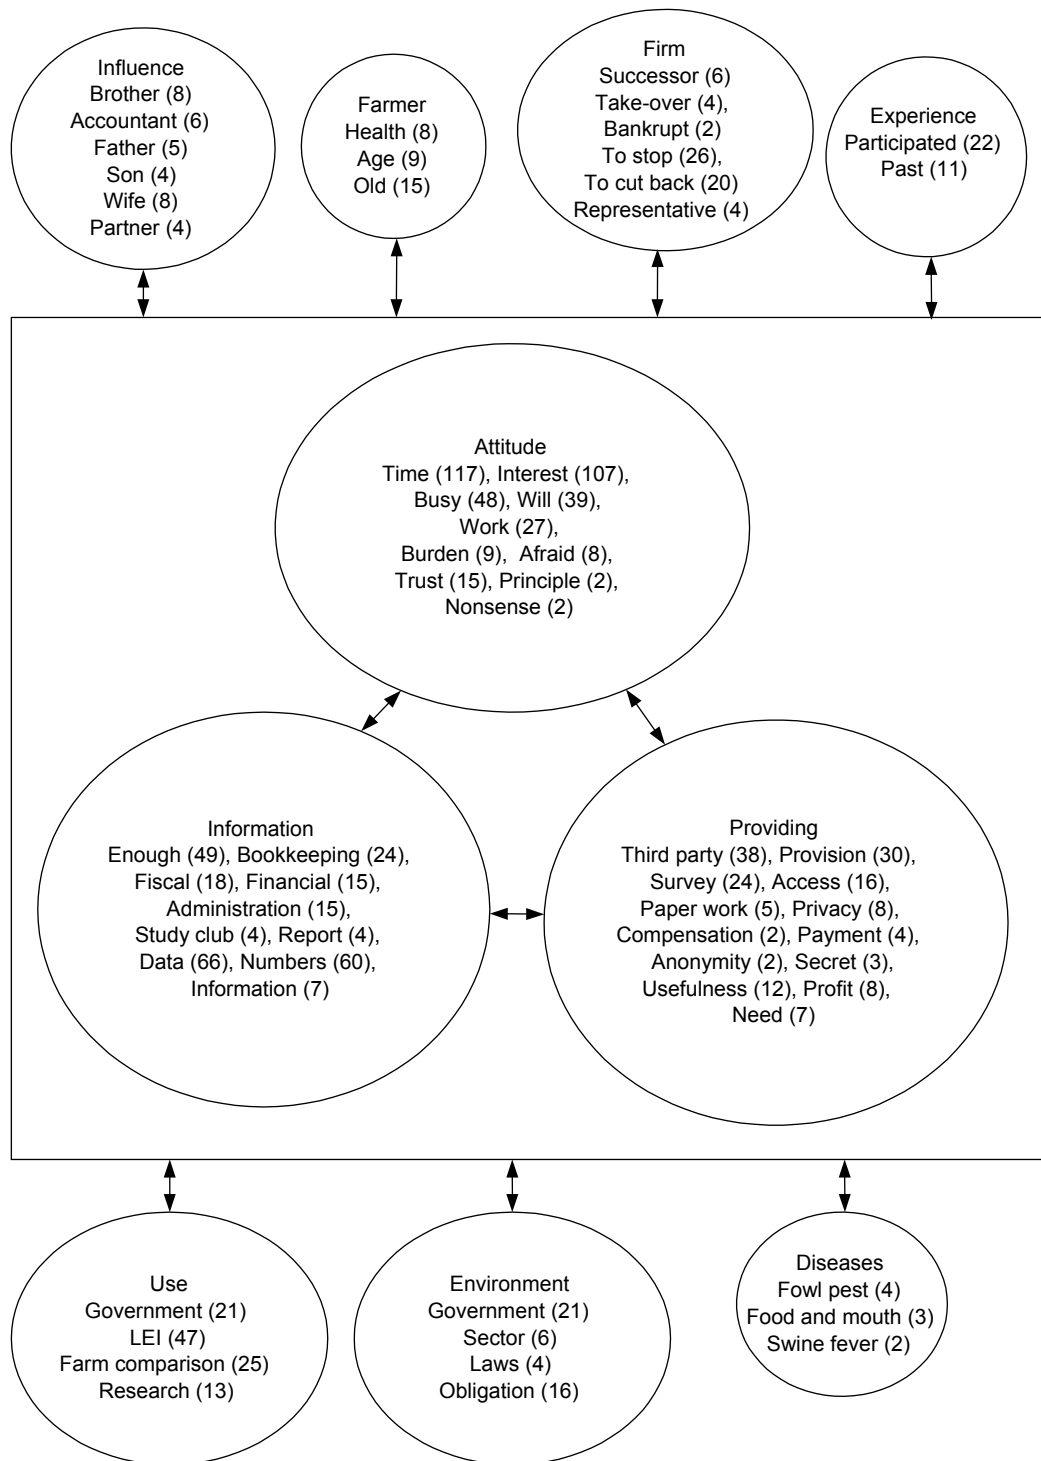 Influence
Brother (8)
Accountant (6)
Father (5)
Son (4)
Wife (8)
Partner (4)
Farmer
Health (8)
Age (9)
Old (15)
Firm
Successor (6)
Take-over (4),
Bankrupt (2)
To stop (26),
To cut back (20)
Representative (4)
Experience
Participated (22)
Past (11)
Attitude
Time (117), Interest (107),
Busy (48), Will (39),
Work (27),
Burden (9), Afraid (8),
Trust (15), Principle (2),
Nonsense (2)
Information
Enough (49), Bookkeeping (24),
Fiscal (18), Financial (15),
Administration (15),
Study club (4), Report (4),
Data (66), Numbers (60),
Information (7)
Providing
Third party (38), Provision (30),
Survey (24), Access (16),
Paper work (5), Privacy (8),
Compensation (2), Payment (4),
Anonymity (2), Secret (3),
Usefulness (12), Profit (8),
Need (7)
Use
Government (21)
LEI (47)
Farm comparison (25)
Research (13)
Environment
Government (21)
Sector (6)
Laws (4)
Obligation (16)
Diseases
Fowl pest (4)
Food and mouth (3)
Swine fever (2)